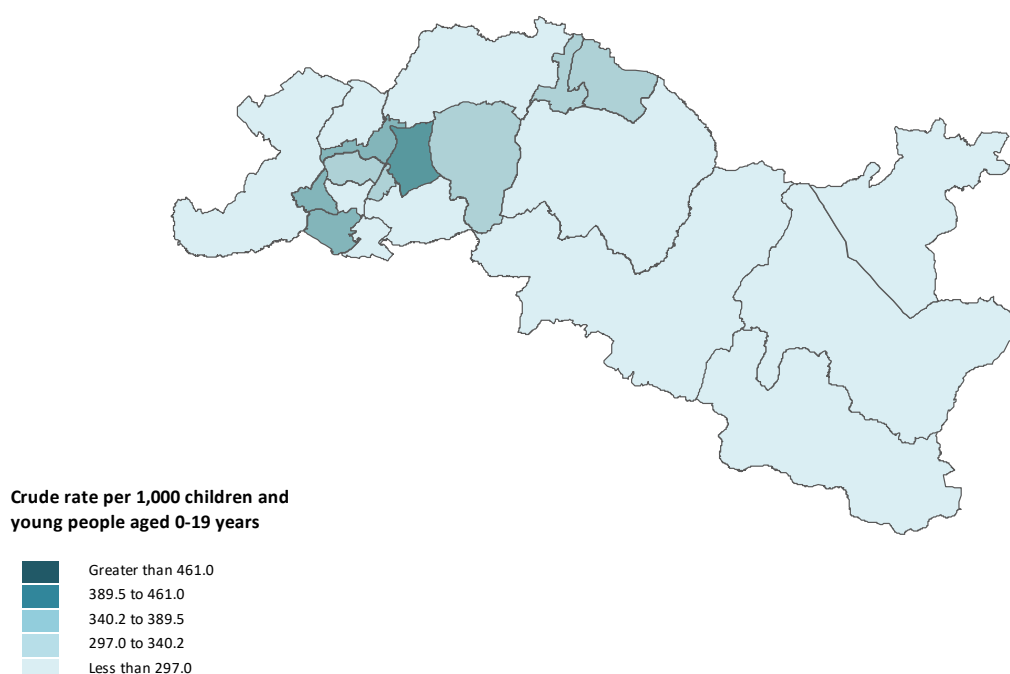 Crude rate per 1,000 children and
young people aged 0-19 years
Greater than 461.0
389.5 to 461.0
340.2 to 389.5
297.0 to 340.2
Less than 297.0